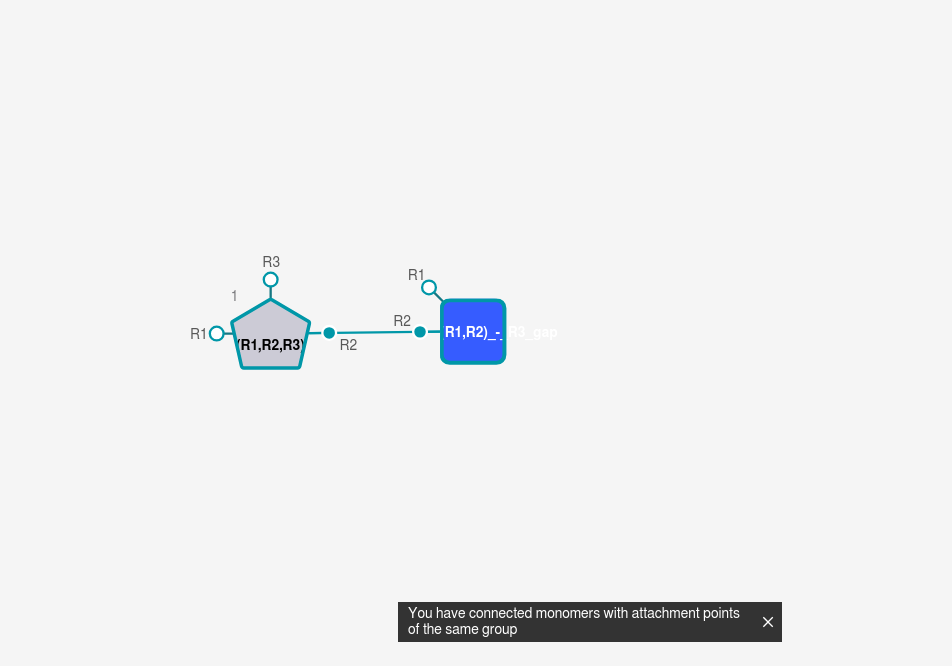 R3
R1
1
R2
R1
(R1,R2,R3)
R2
R1,R2)_-_R3_gap
You have connected monomers with attachment points
of the same group